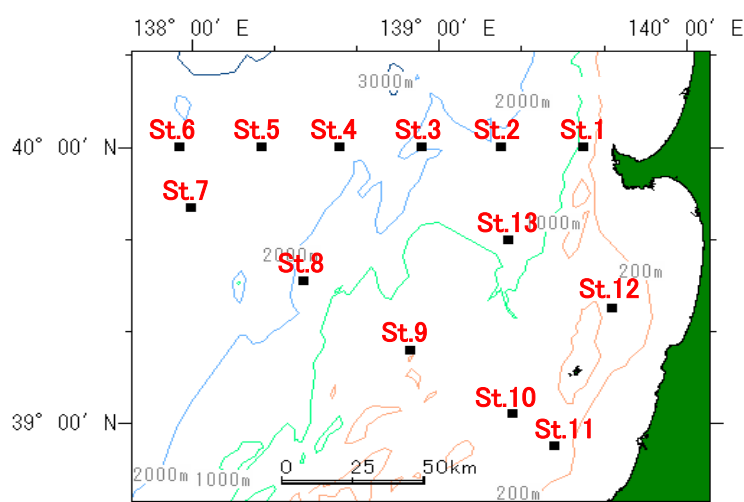 138° 00′ E
139° 00′ E
140° 00′ E
3000m
2000m
St.6
St.5
St.4
St.3
St.2
St.1
40° 00′ N
St.7
St.13
1000m
2000m
St.8
200m
St.12
St.9
St.10
39° 00′ N
St.11
0 25 50km
2000m
1000m
200m